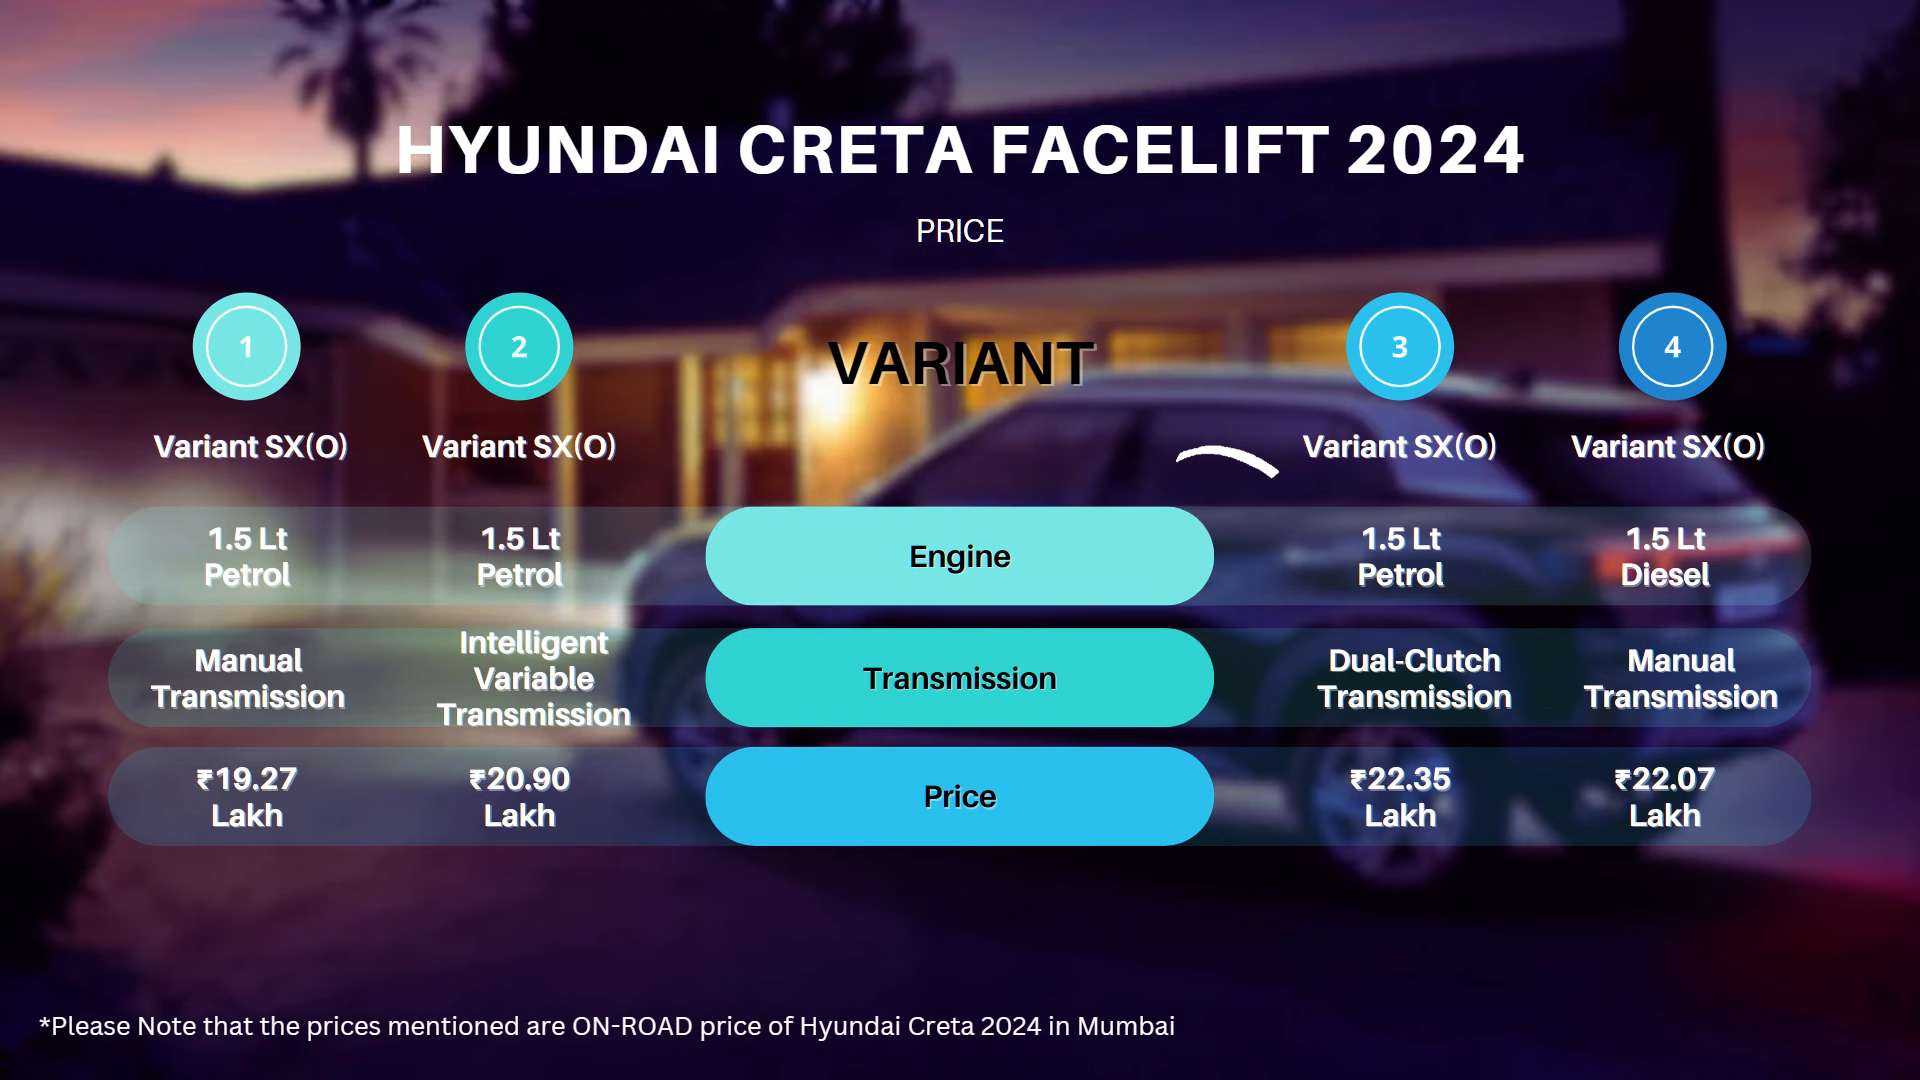 HYUNDAI CRETA FACELIFT 2024
PRICE
1
2
VARIANT
3
4
Variant SX(O)
Variant SX(O)
Variant SX(O)
Variant SX(O)
1.5 Lt
Petrol
1.5 Lt
Petrol
Engine
1.5 Lt
Petrol
1.5 Lt
Diesel
Manual
Transmission
Intelligent
Variable
Transmission
Transmission
Dual-Clutch
Transmission
Manual
Transmission
₹19.27
Lakh
₹20.90
Lakh
Price
₹22.35
Lakh
₹22.07
Lakh
*Please Note that the prices mentioned are ON-ROAD price of Hyundai Creta 2024 in Mumbai